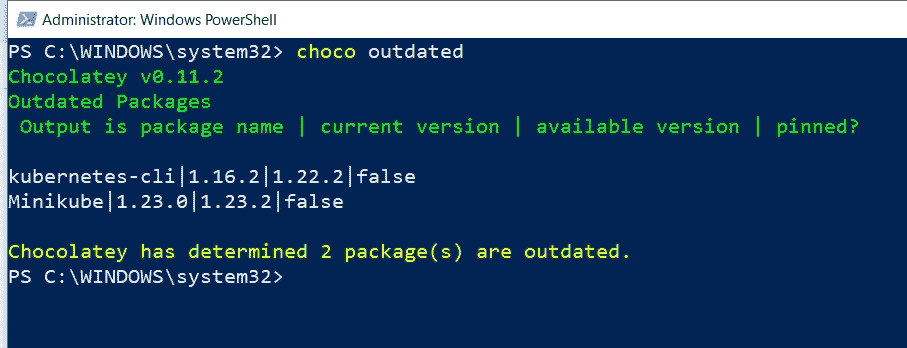 Administrator: Windows PowerShell
PS C:\WINDOWS\system32> choco outdated
Chocolatey v0.11.2
Outdated Packages
 Output is package name | current version | available version | pinned?
kubernetes-cli|1.16.2|1.22.2|false
Minikube|1.23.0|1.23.2|false
Chocolatey has determined 2 package(s) are outdated.
PS C:\WINDOWS\system32>